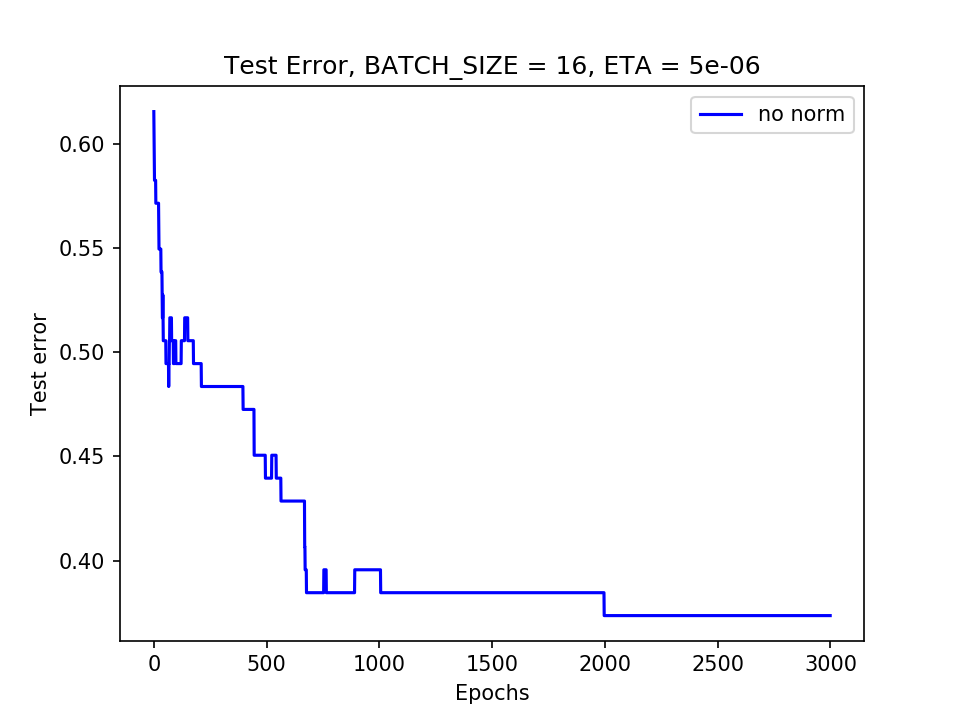 Test Error, BATCH_SIZE = 16, ETA = 5e-06
no norm
0.60
0.55
0.50
0.45
0.40
Test error
0 500 1000 1500 2000 2500 3000
Epochs